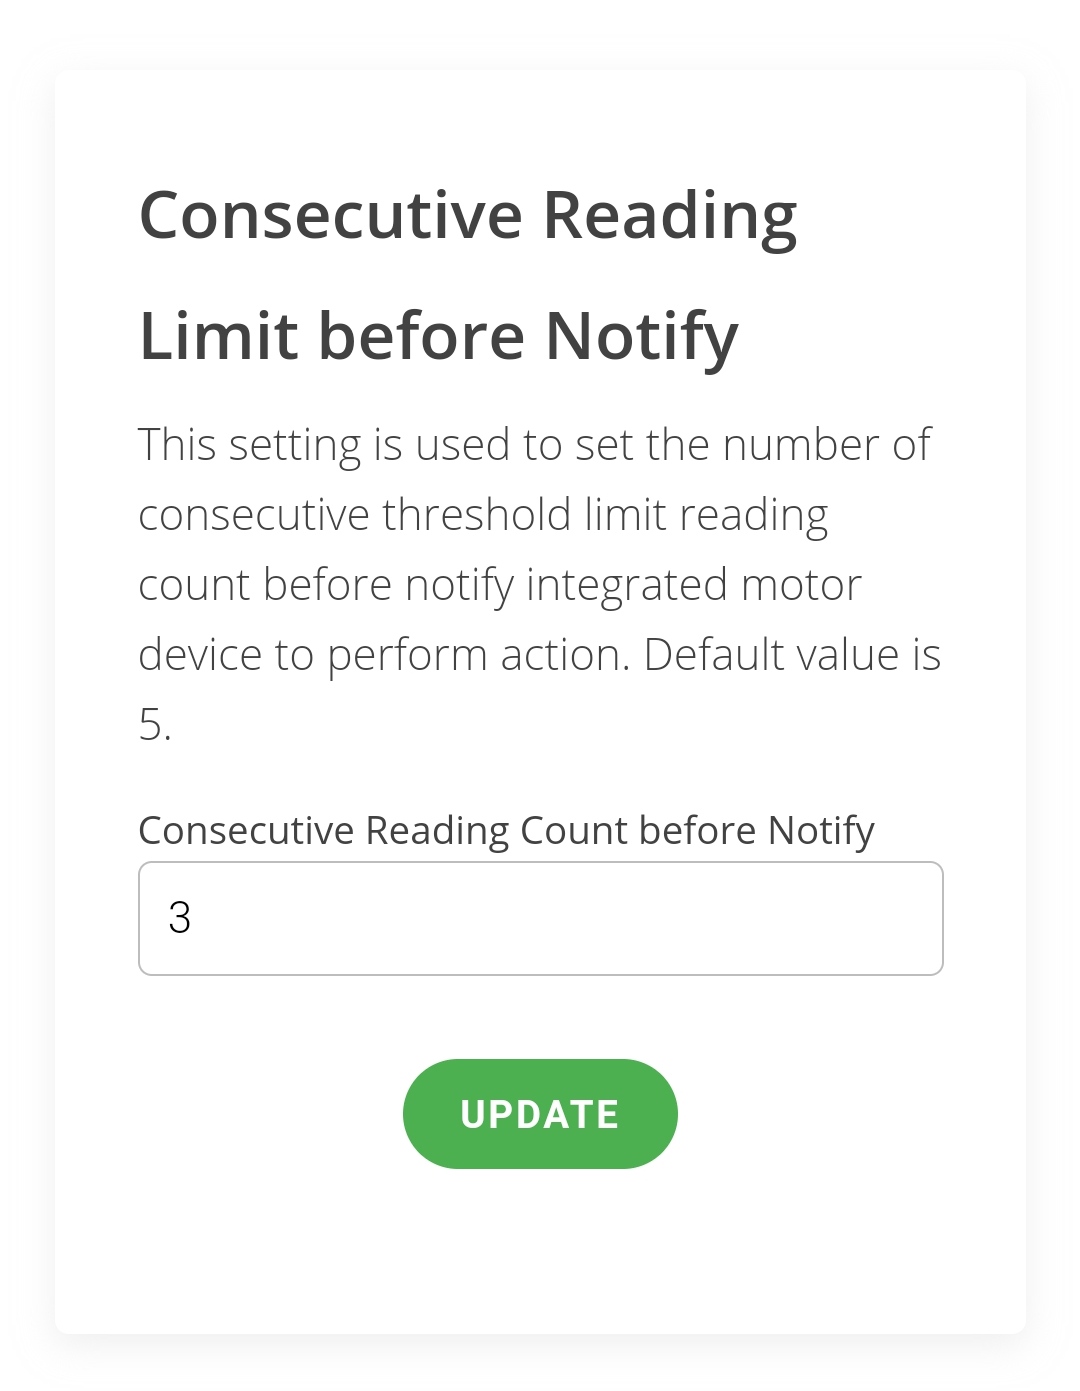 Consecutive Reading
Limit before Notify
This setting is used to set the number of
consecutive threshold limit reading
count before notify integrated motor
device to perform action. Default value is
5.
Consecutive Reading Count before Notify
3
UPDATE